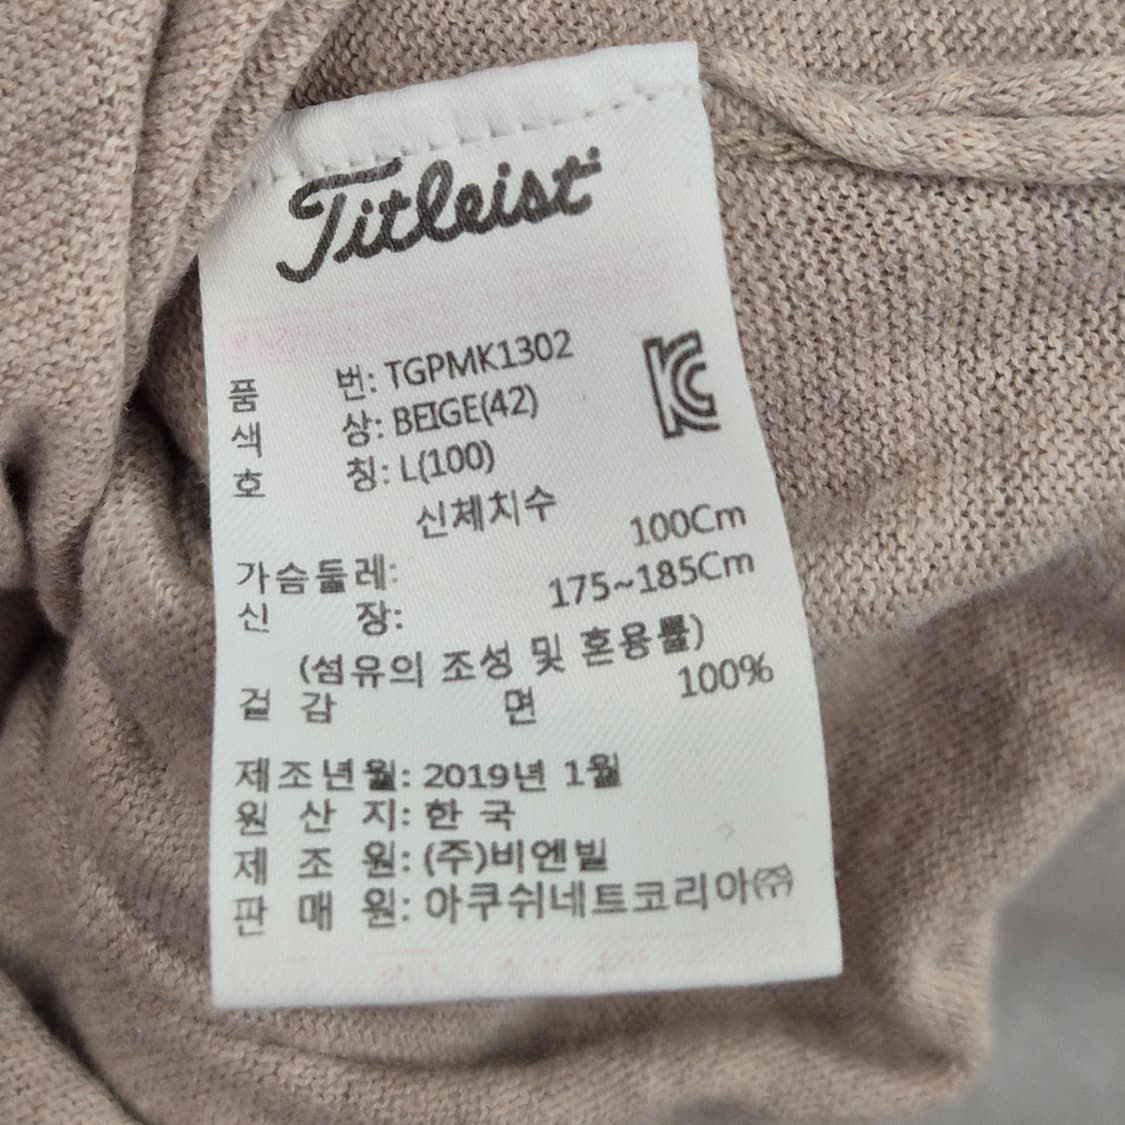 Titleist
품 번: TGPMK1302
색 상: BEIGE(42)
호 칭: L(100)
신체치수
가슴둘레: 100Cm
신 장: 175~185Cm
(섬유의 조성 및 혼용률)
겉 감 면 100%
제조년월: 2019년 1월
원 산 지: 한 국
제 조 원: (주)비엔빌
판 매 원: 아쿠쉬네트코리아㈜